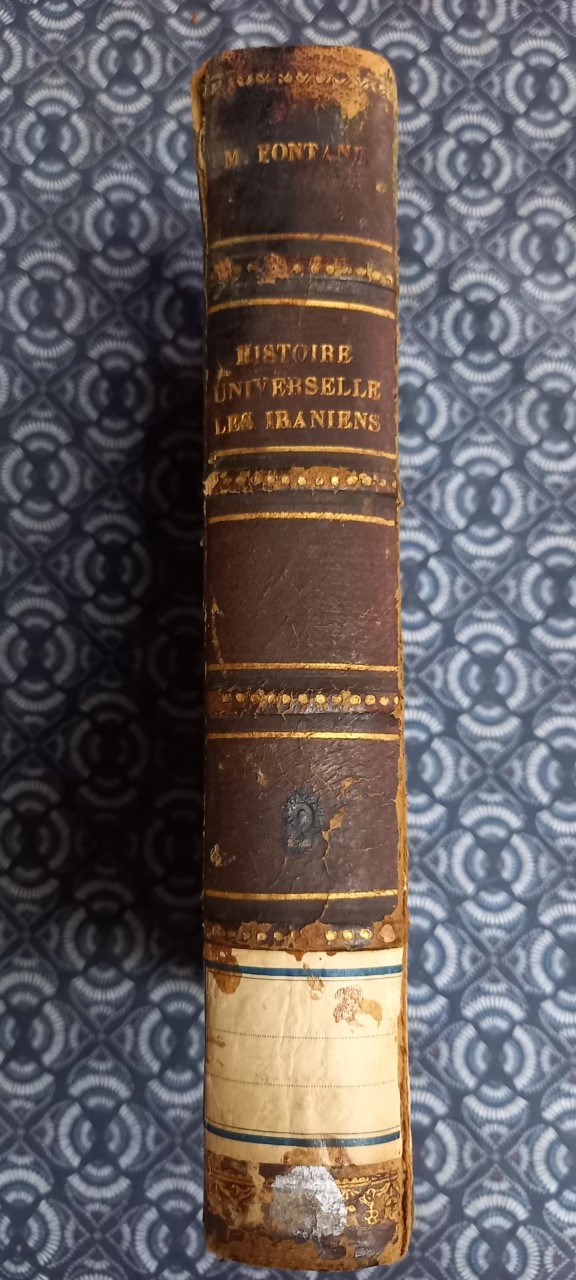 M. FONTANE
HISTOIRE
UNIVERSELLE
LES IRANIENS